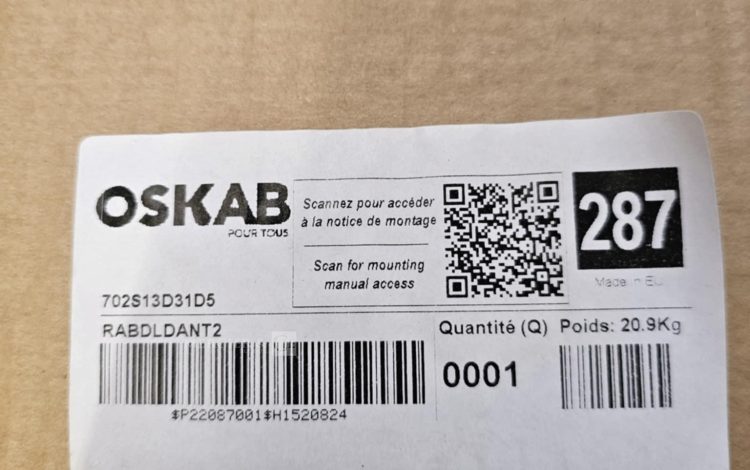 OSKAB
POUR TOUS
Scannez pour accéder
à la notice de montage
Scan for mounting
manual access
287
Made in EU
702S13D31D5
RABDLDANT2
Quantité (Q)
Poids: 20.9Kg
0001
$P22087001$H1520824